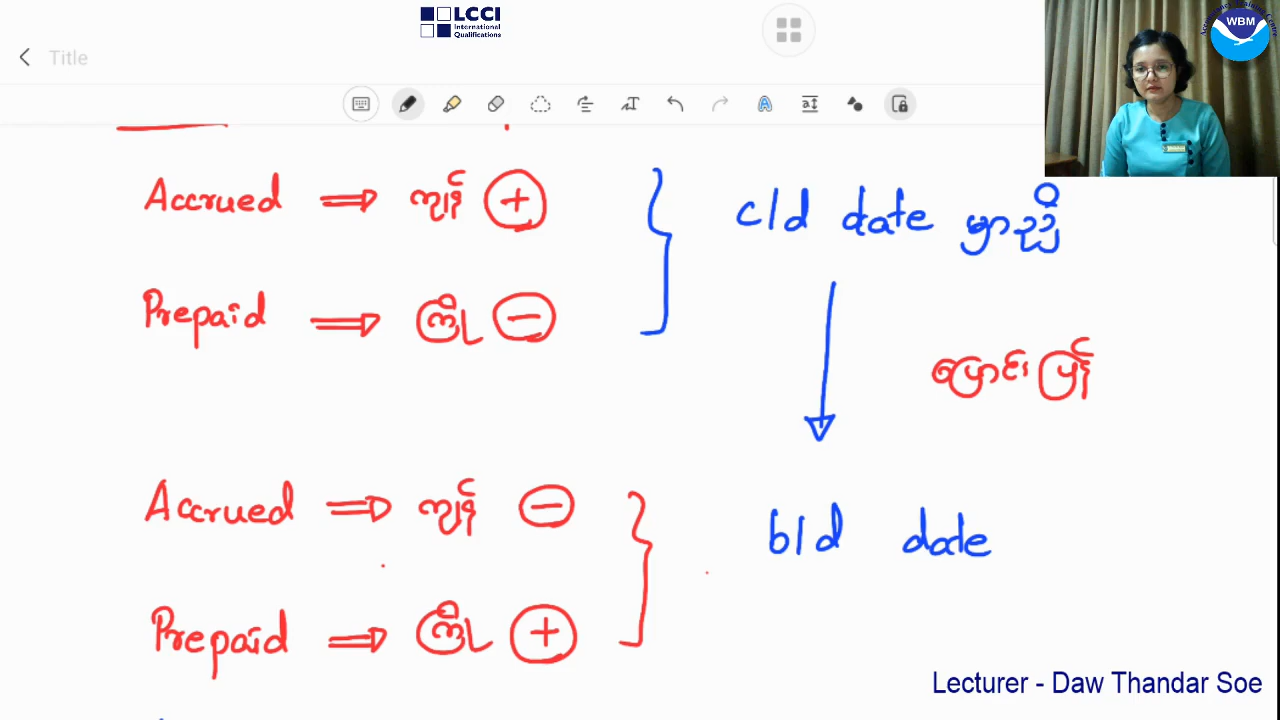 LCCI
International
Qualifications
WBM
Title
Accrued ⇒ ကျန် +
Prepaid ⇒ ကြို -
c/d date မှာညှိ
ပြောင်းပြန်
Accrued ⇒ ကျန် -
Prepaid ⇒ ကြို +
b/d date
Lecturer - Daw Thandar Soe